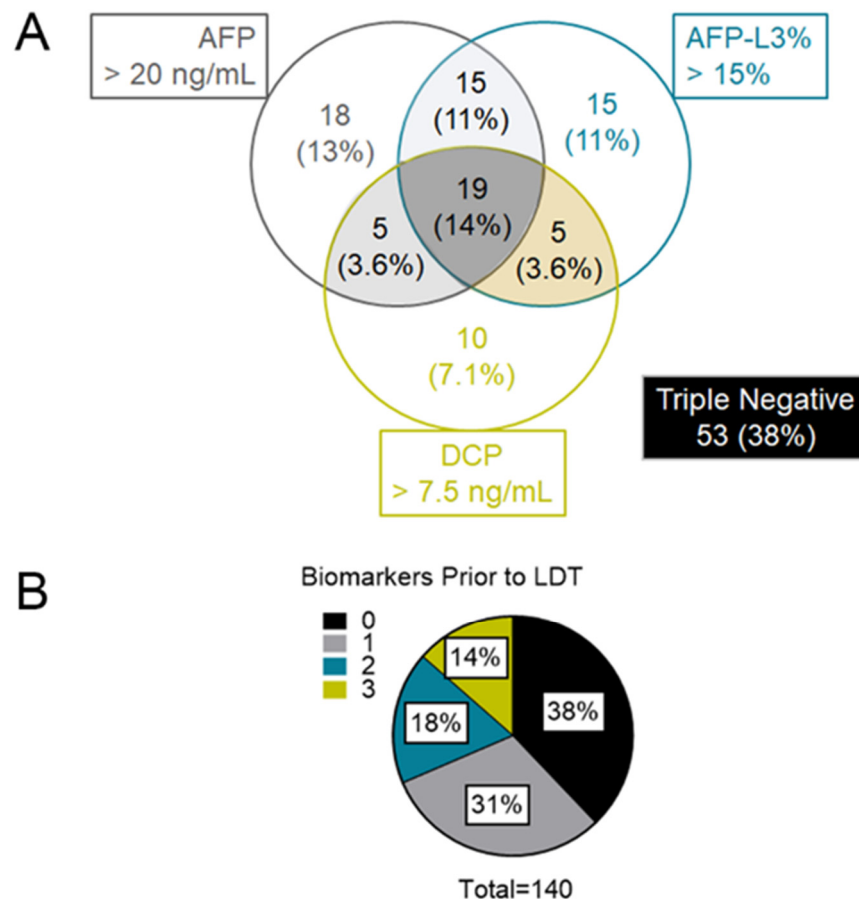 A
AFP
> 20 ng/mL
AFP-L3%
> 15%
15
(11%)
18
(13%)
15
(11%)
19
(14%)
5
(3.6%)
5
(3.6%)
10
(7.1%)
Triple Negative
53 (38%)
DCP
> 7.5 ng/mL
B
Biomarkers Prior to LDT
0
1
2
3
14%
38%
18%
31%
Total=140